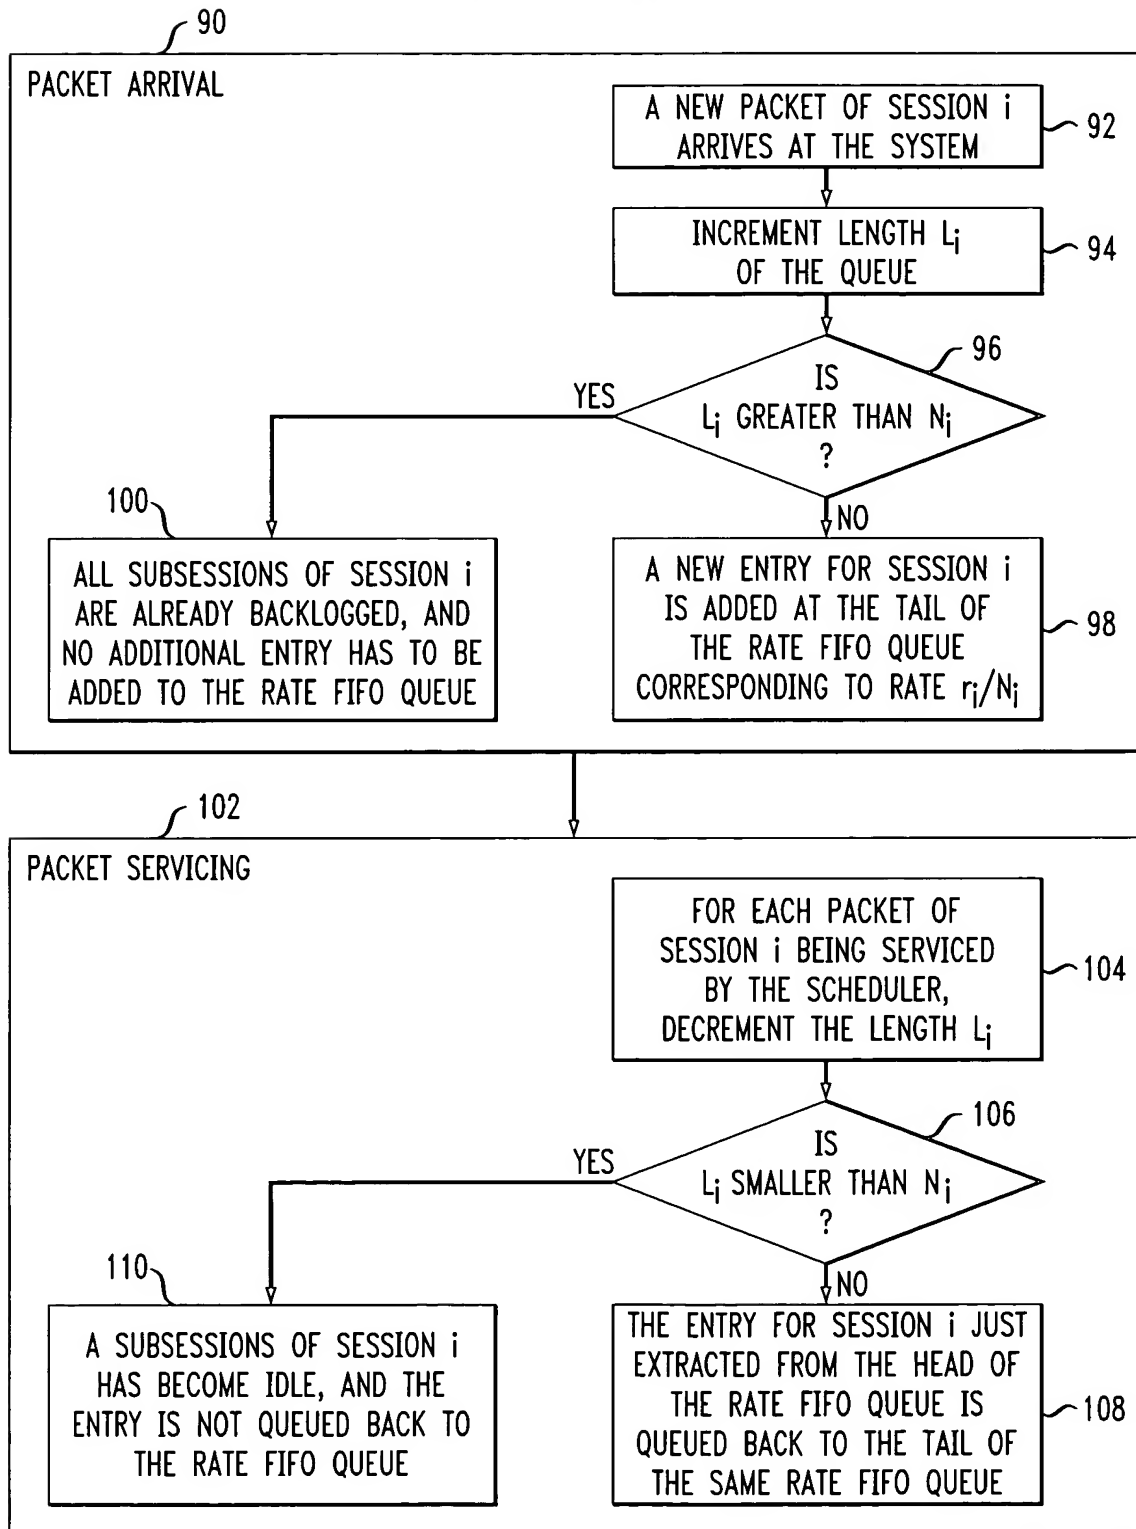 90
PACKET ARRIVAL
A NEW PACKET OF SESSION i
ARRIVES AT THE SYSTEM
92
INCREMENT LENGTH Li
OF THE QUEUE
94
96
IS
Li GREATER THAN Ni
?
YES
NO
100
ALL SUBSESSIONS OF SESSION i
ARE ALREADY BACKLOGGED, AND
NO ADDITIONAL ENTRY HAS TO BE
ADDED TO THE RATE FIFO QUEUE
A NEW ENTRY FOR SESSION i
IS ADDED AT THE TAIL OF
THE RATE FIFO QUEUE
CORRESPONDING TO RATE ri/Ni
98
102
PACKET SERVICING
FOR EACH PACKET OF
SESSION i BEING SERVICED
BY THE SCHEDULER,
DECREMENT THE LENGTH Li
104
106
IS
Li SMALLER THAN Ni
?
YES
NO
110
A SUBSESSIONS OF SESSION i
HAS BECOME IDLE, AND THE
ENTRY IS NOT QUEUED BACK TO
THE RATE FIFO QUEUE
THE ENTRY FOR SESSION i JUST
EXTRACTED FROM THE HEAD OF
THE RATE FIFO QUEUE IS
QUEUED BACK TO THE TAIL OF
THE SAME RATE FIFO QUEUE
108